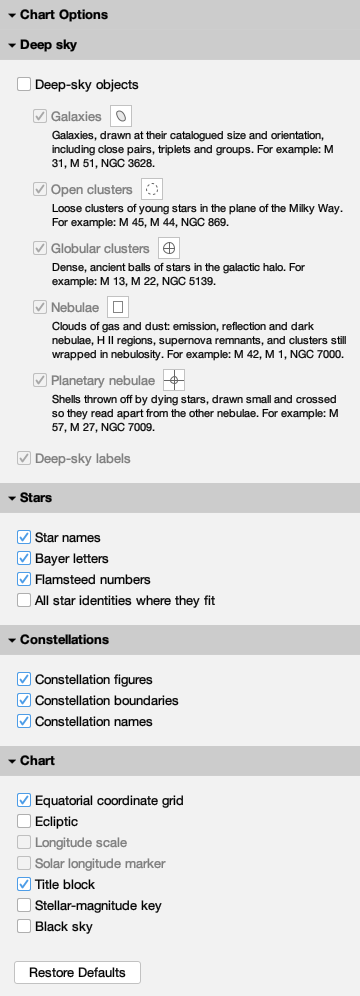 Chart Options
Deep sky
Deep-sky objects
Galaxies
Galaxies, drawn at their catalogued size and orientation,
including close pairs, triplets and groups. For example: M
31, M 51, NGC 3628.
Open clusters
Loose clusters of young stars in the plane of the Milky Way.
For example: M 45, M 44, NGC 869.
Globular clusters
Dense, ancient balls of stars in the galactic halo. For
example: M 13, M 22, NGC 5139.
Nebulae
Clouds of gas and dust: emission, reflection and dark
nebulae, H II regions, supernova remnants, and clusters still
wrapped in nebulosity. For example: M 42, M 1, NGC 7000.
Planetary nebulae
Shells thrown off by dying stars, drawn small and crossed
so they read apart from the other nebulae. For example: M
57, M 27, NGC 7009.
Deep-sky labels
Stars
Star names
Bayer letters
Flamsteed numbers
All star identities where they fit
Constellations
Constellation figures
Constellation boundaries
Constellation names
Chart
Equatorial coordinate grid
Ecliptic
Longitude scale
Solar longitude marker
Title block
Stellar-magnitude key
Black sky
Restore Defaults